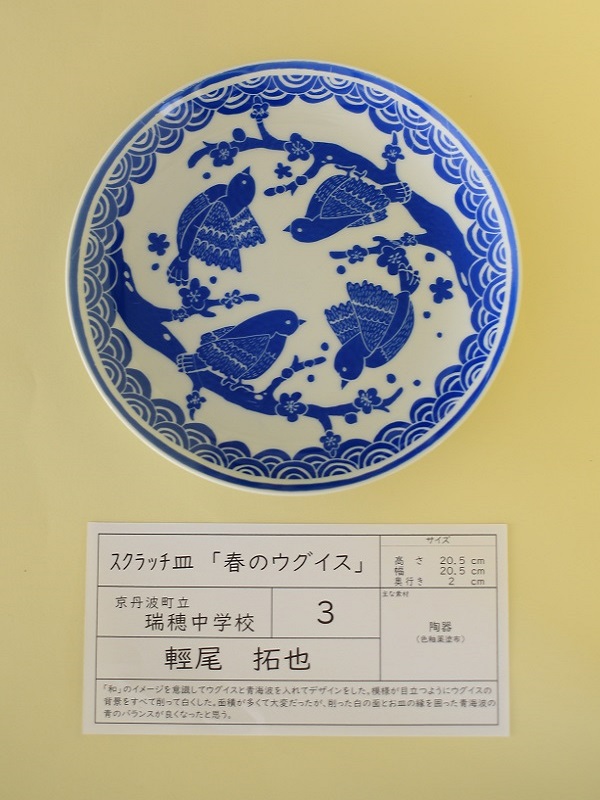 スクラッチ皿 「春のウグイス」
サイズ
高 さ 20.5 cm
幅 20.5 cm
奥行き 2 cm
京丹波町立
瑞穂中学校
3
主な素材
陶器
(色釉薬塗布)
輕尾 拓也
「和」のイメージを意識してウグイスと青海波を入れてデザインをした。模様が目立つようにウグイスの
背景をすべて削って白くした。面積が多くて大変だったが、削った白の面とお皿の縁を囲った青海波の
青のバランスが良くなったと思う。